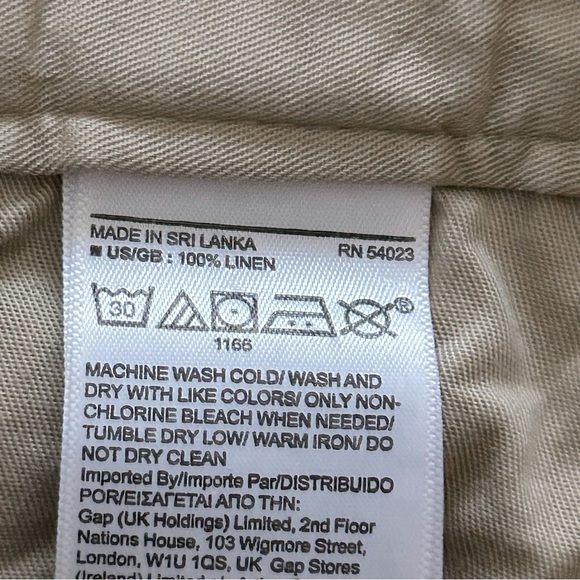 MADE IN SRI LANKA RN 54023
US/GB : 100% LINEN
30 ®
1166
MACHINE WASH COLD/ WASH AND
DRY WITH LIKE COLORS/ ONLY NON-
CHLORINE BLEACH WHEN NEEDED/
TUMBLE DRY LOW/ WARM IRON/ DO
NOT DRY CLEAN
Imported By/Importe Par/DISTRIBUIDO
POR/ΕΙΣΑΓΕΤΑΙ ΑΠΟ ΤΗΝ:
Gap (UK Holdings) Limited, 2nd Floor
Nations House, 103 Wigmore Street,
London, W1U 1QS, UK Gap Stores
(Ireland) Limited